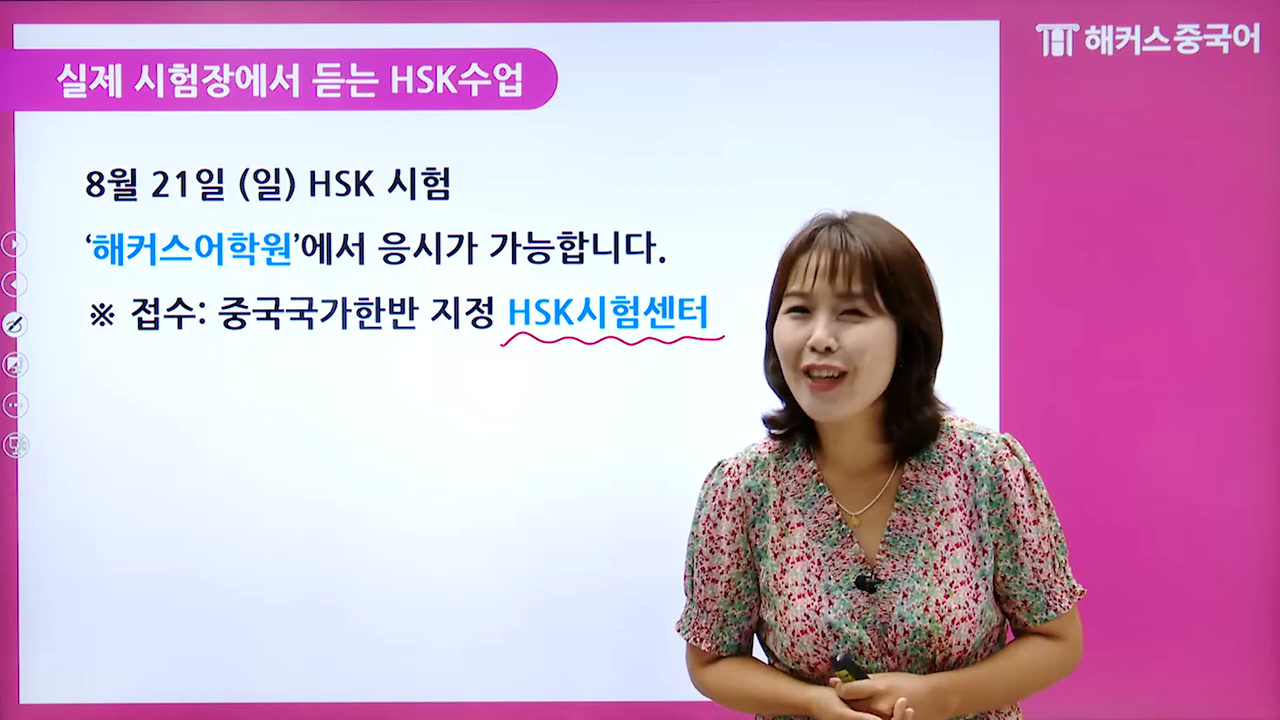 해커스중국어
실제 시험장에서 듣는 HSK수업
8월 21일 (일) HSK 시험
‘해커스어학원’에서 응시가 가능합니다.
※ 접수: 중국국가한반 지정 HSK시험센터